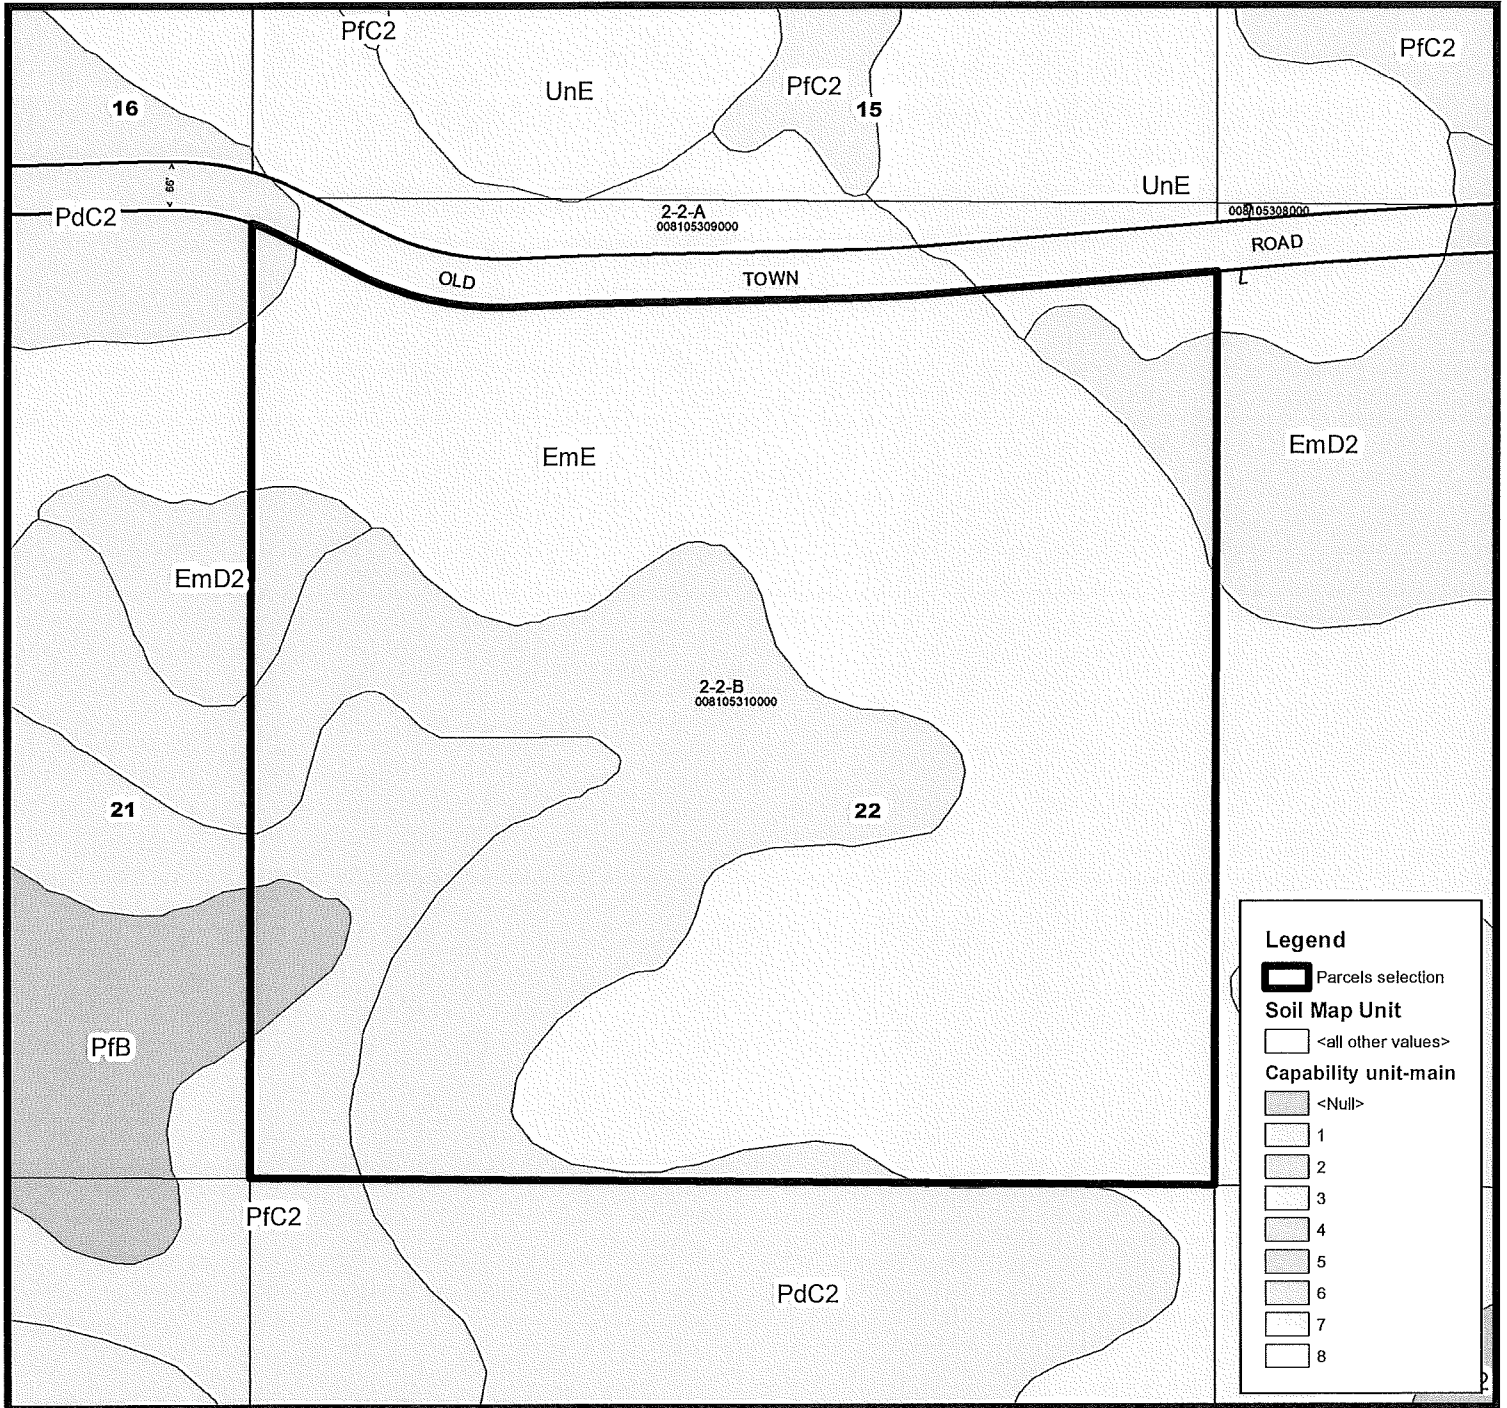 PfC2
PfC2
UnE
PfC2
16
15
66'
UnE
PdC2
2-2-A
008105309000
008105308000
ROAD
OLD
TOWN
L
EmE
EmD2
EmD2
2-2-B
008105310000
21
22
Legend
Parcels selection
Soil Map Unit
<all other values>
Capability unit-main
<Null>
1
2
3
4
5
6
7
8
PfB
PfC2
PdC2
2